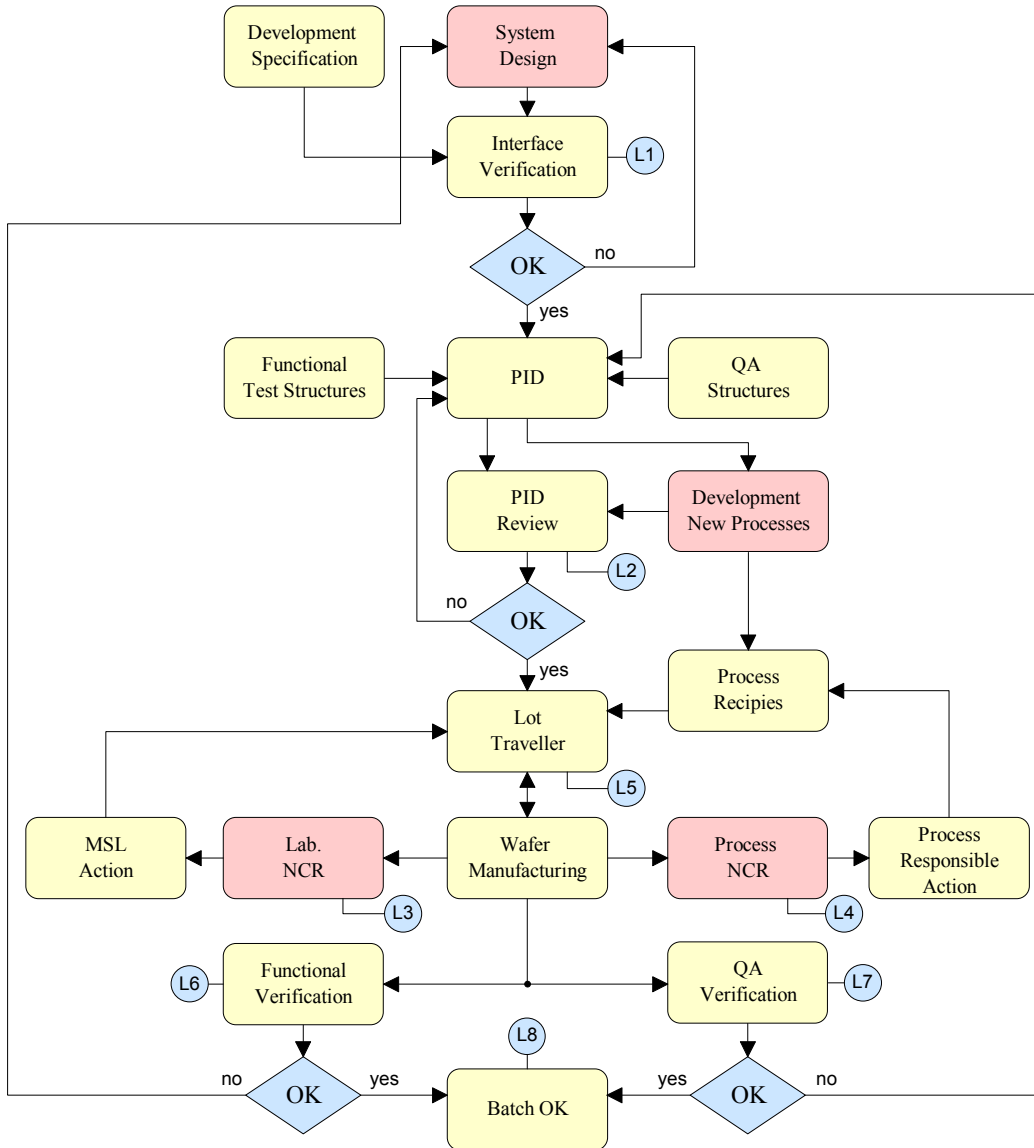 Development
Specification
System
Design
Interface
Verification
L1
OK
no
yes
Functional
Test Structures
PID
QA
Structures
PID
Review
Development
New Processes
L2
no
OK
yes
Process
Recipies
Lot
Traveller
L5
MSL
Action
Lab.
NCR
Wafer
Manufacturing
Process
NCR
Process
Responsible
Action
L3
L4
L6
Functional
Verification
QA
Verification
L7
L8
no
OK
yes
Batch OK
yes
OK
no